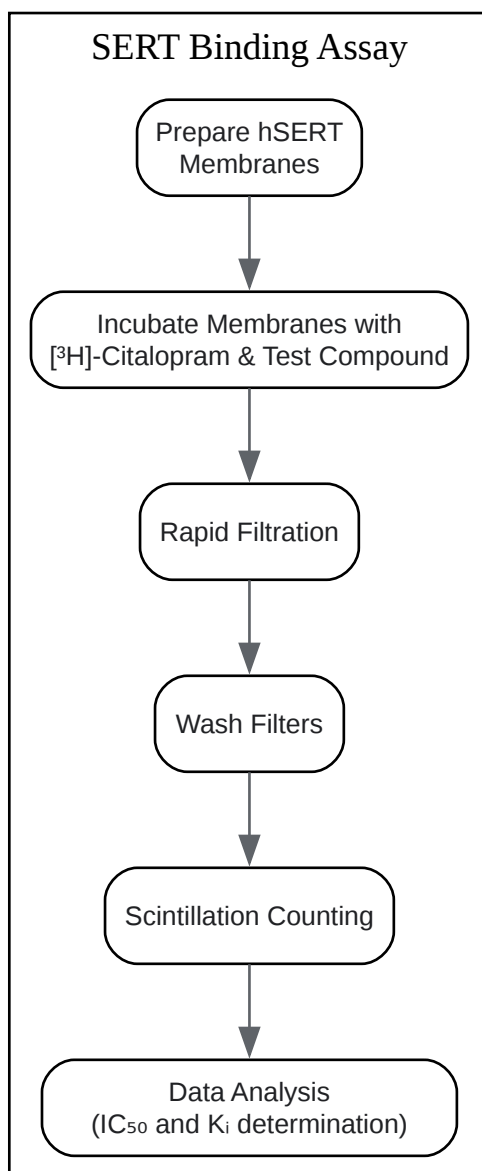 SERT Binding Assay
Prepare hSERT
Membranes
Incubate Membranes with
[³H]-Citalopram & Test Compound
Rapid Filtration
Wash Filters
Scintillation Counting
Data Analysis
(IC₅₀ and Kᵢ determination)